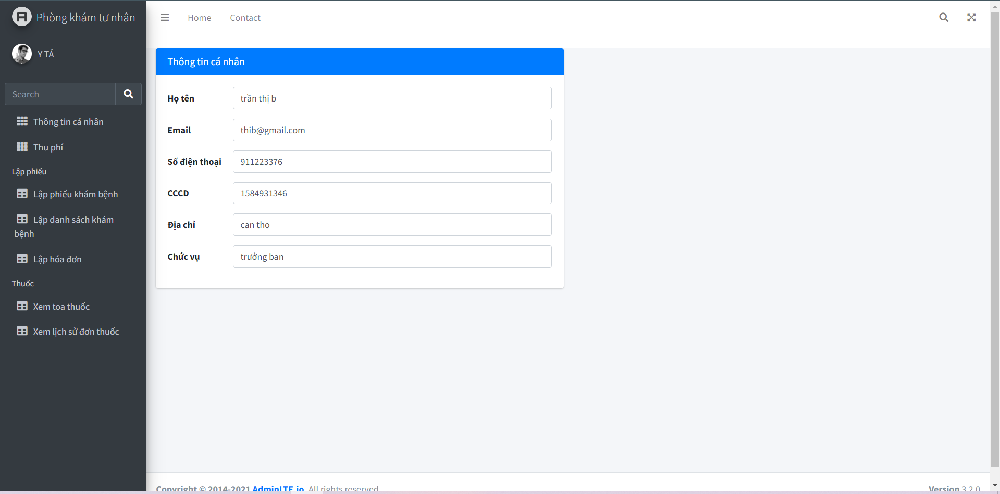 Phòng khám tư nhân
Y TÁ
Search
Thông tin cá nhân
Thu phí
Lập phiếu
Lập phiếu khám bệnh
Lập danh sách khám
bệnh
Lập hóa đơn
Thuốc
Xem toa thuốc
Xem lịch sử đơn thuốc
Home Contact
Thông tin cá nhân
Họ tên trần thị b
Email thib@gmail.com
Số điện thoại 911223376
CCCD 1584931346
Địa chỉ can tho
Chức vụ trưởng ban
Copyright © 2014-2021 AdminLTE.io. All rights reserved.
Version 3.2.0